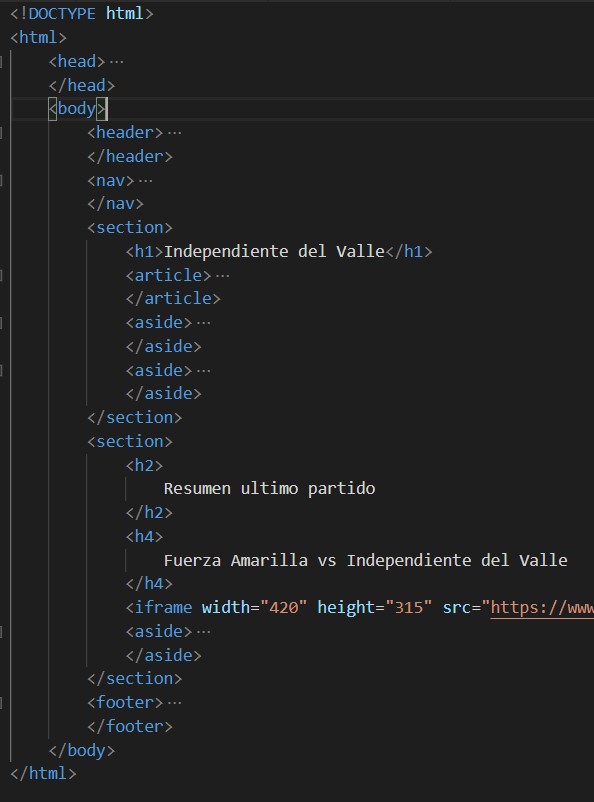 <!DOCTYPE html>
<html>
<head>···
</head>
<body>
<header>···
</header>
<nav>···
</nav>
<section>
<h1>Independiente del Valle</h1>
<article>···
</article>
<aside>···
</aside>
<aside>···
</aside>
</section>
<section>
<h2>
Resumen ultimo partido
</h2>
<h4>
Fuerza Amarilla vs Independiente del Valle
</h4>
<iframe width="420" height="315" src="https://www
<aside>···
</aside>
</section>
<footer>···
</footer>
</body>
</html>